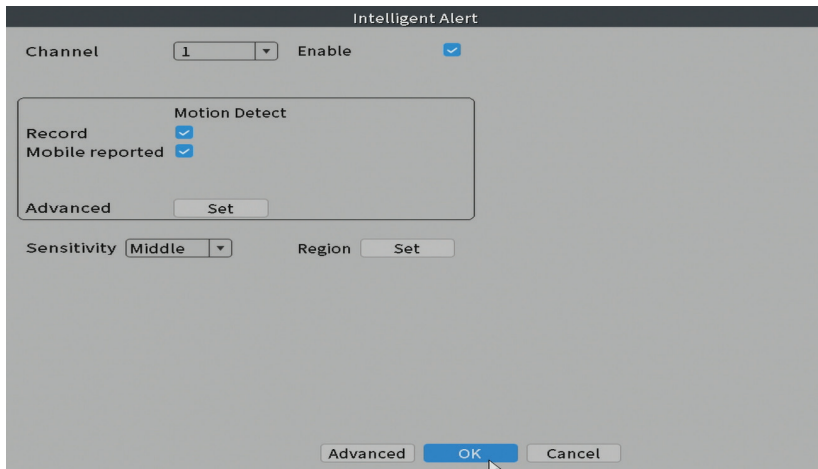 Intelligent Alert
Channel 1 Enable
Motion Detect
Record
Mobile reported
Advanced Set
Sensitivity Middle Region Set
Advanced OK Cancel